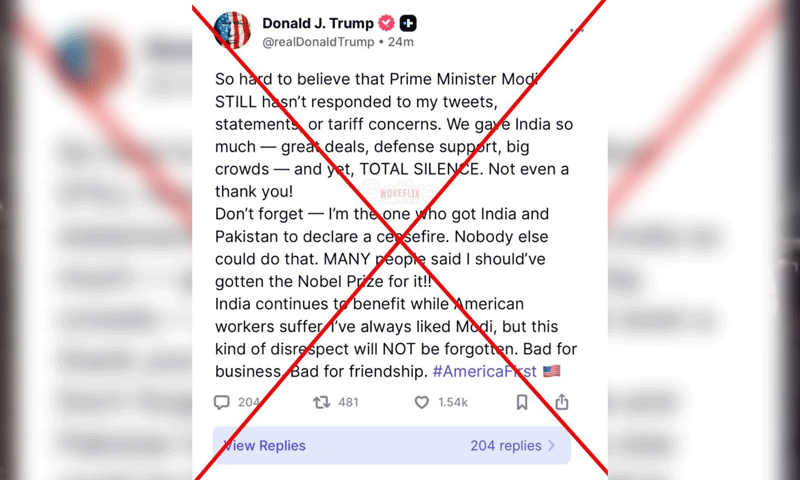 Donald J. Trump
@realDonaldTrump • 24m
So hard to believe that Prime Minister Modi
STILL hasn’t responded to my tweets,
statements, or tariff concerns. We gave India so
much — great deals, defense support, big
crowds — and yet, TOTAL SILENCE. Not even a
thank you!
Don’t forget — I’m the one who got India and
Pakistan to declare a ceasefire. Nobody else
could do that. MANY people said I should’ve
gotten the Nobel Prize for it!!
India continues to benefit while American
workers suffer. I’ve always liked Modi, but this
kind of disrespect will NOT be forgotten. Bad for
business. Bad for friendship. #AmericaFirst 🇺🇸
204 481 1.54k
View Replies 204 replies
WOKEFLIX